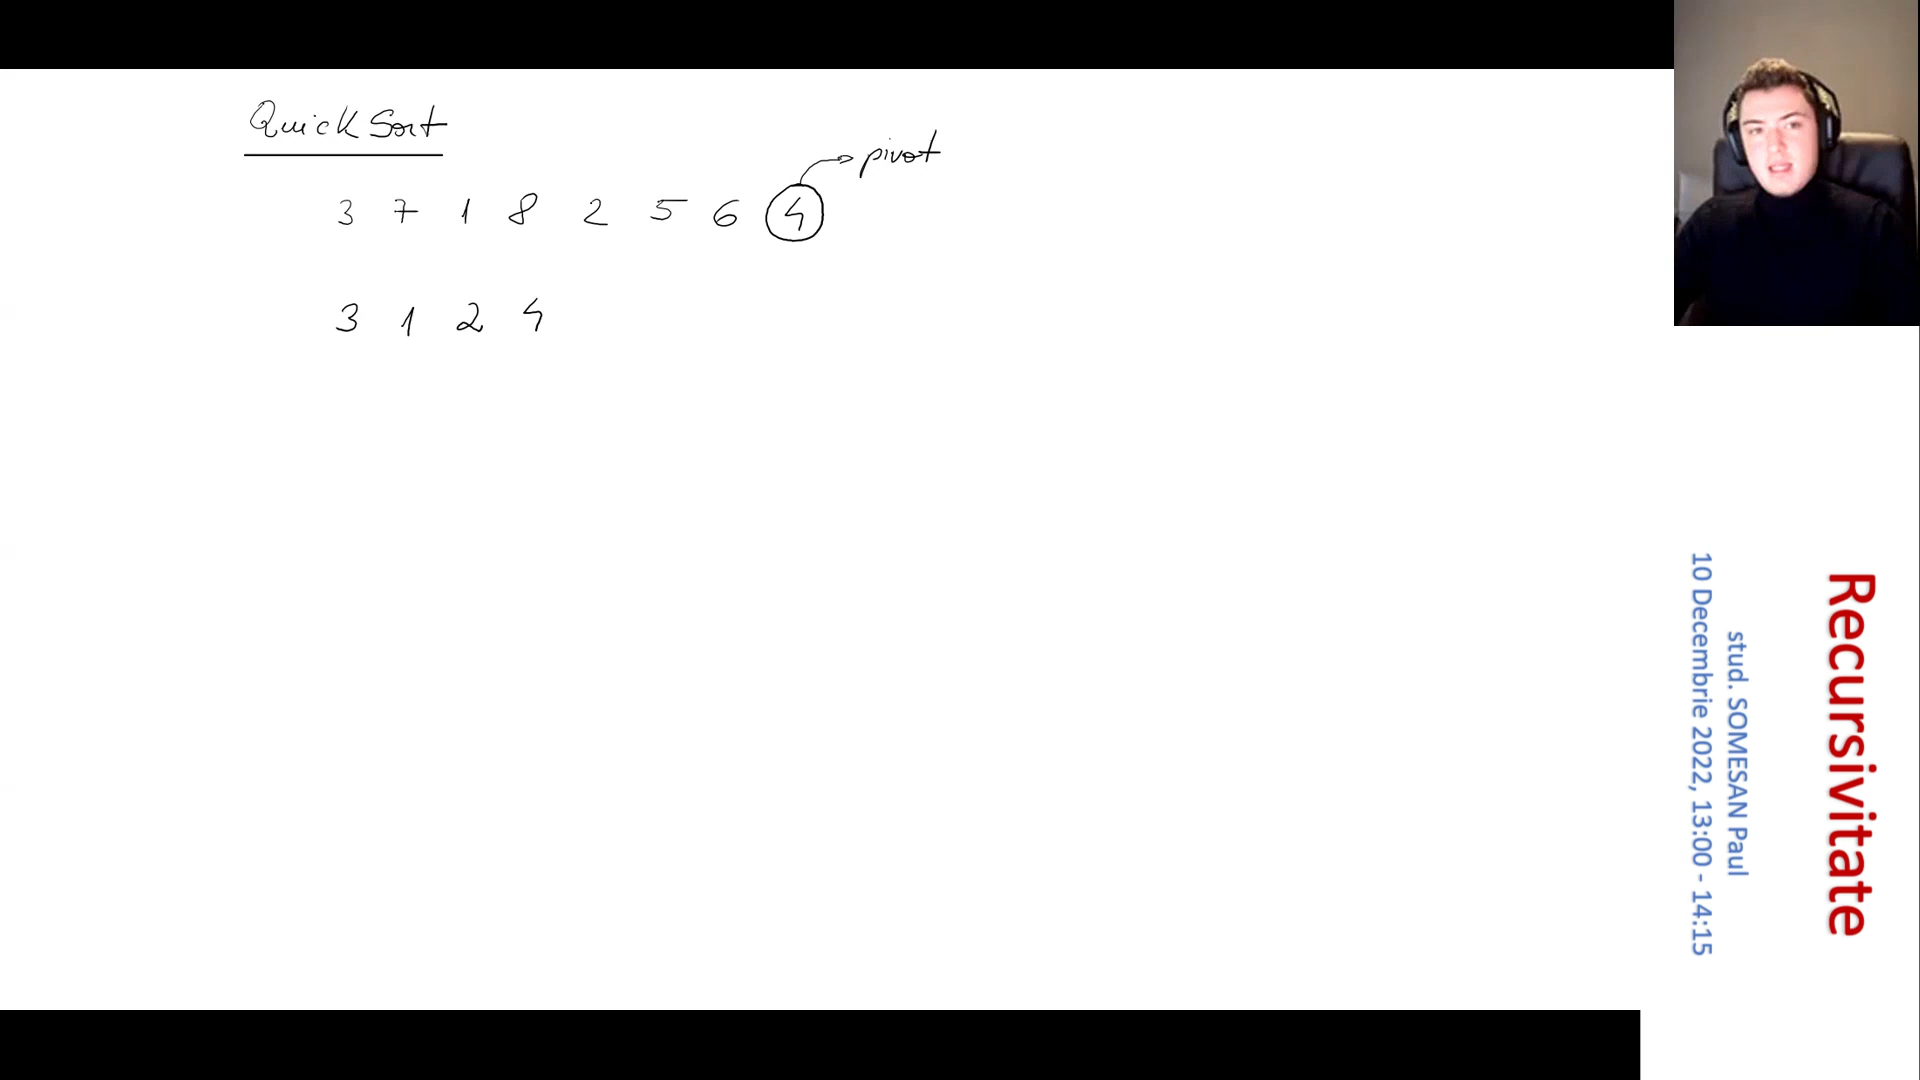 QuickSort
pivot
3 7 1 8 2 5 6 4
3 1 2 4
Recursivitate
stud. SOMESAN Paul
10 Decembrie 2022, 13:00 - 14:15